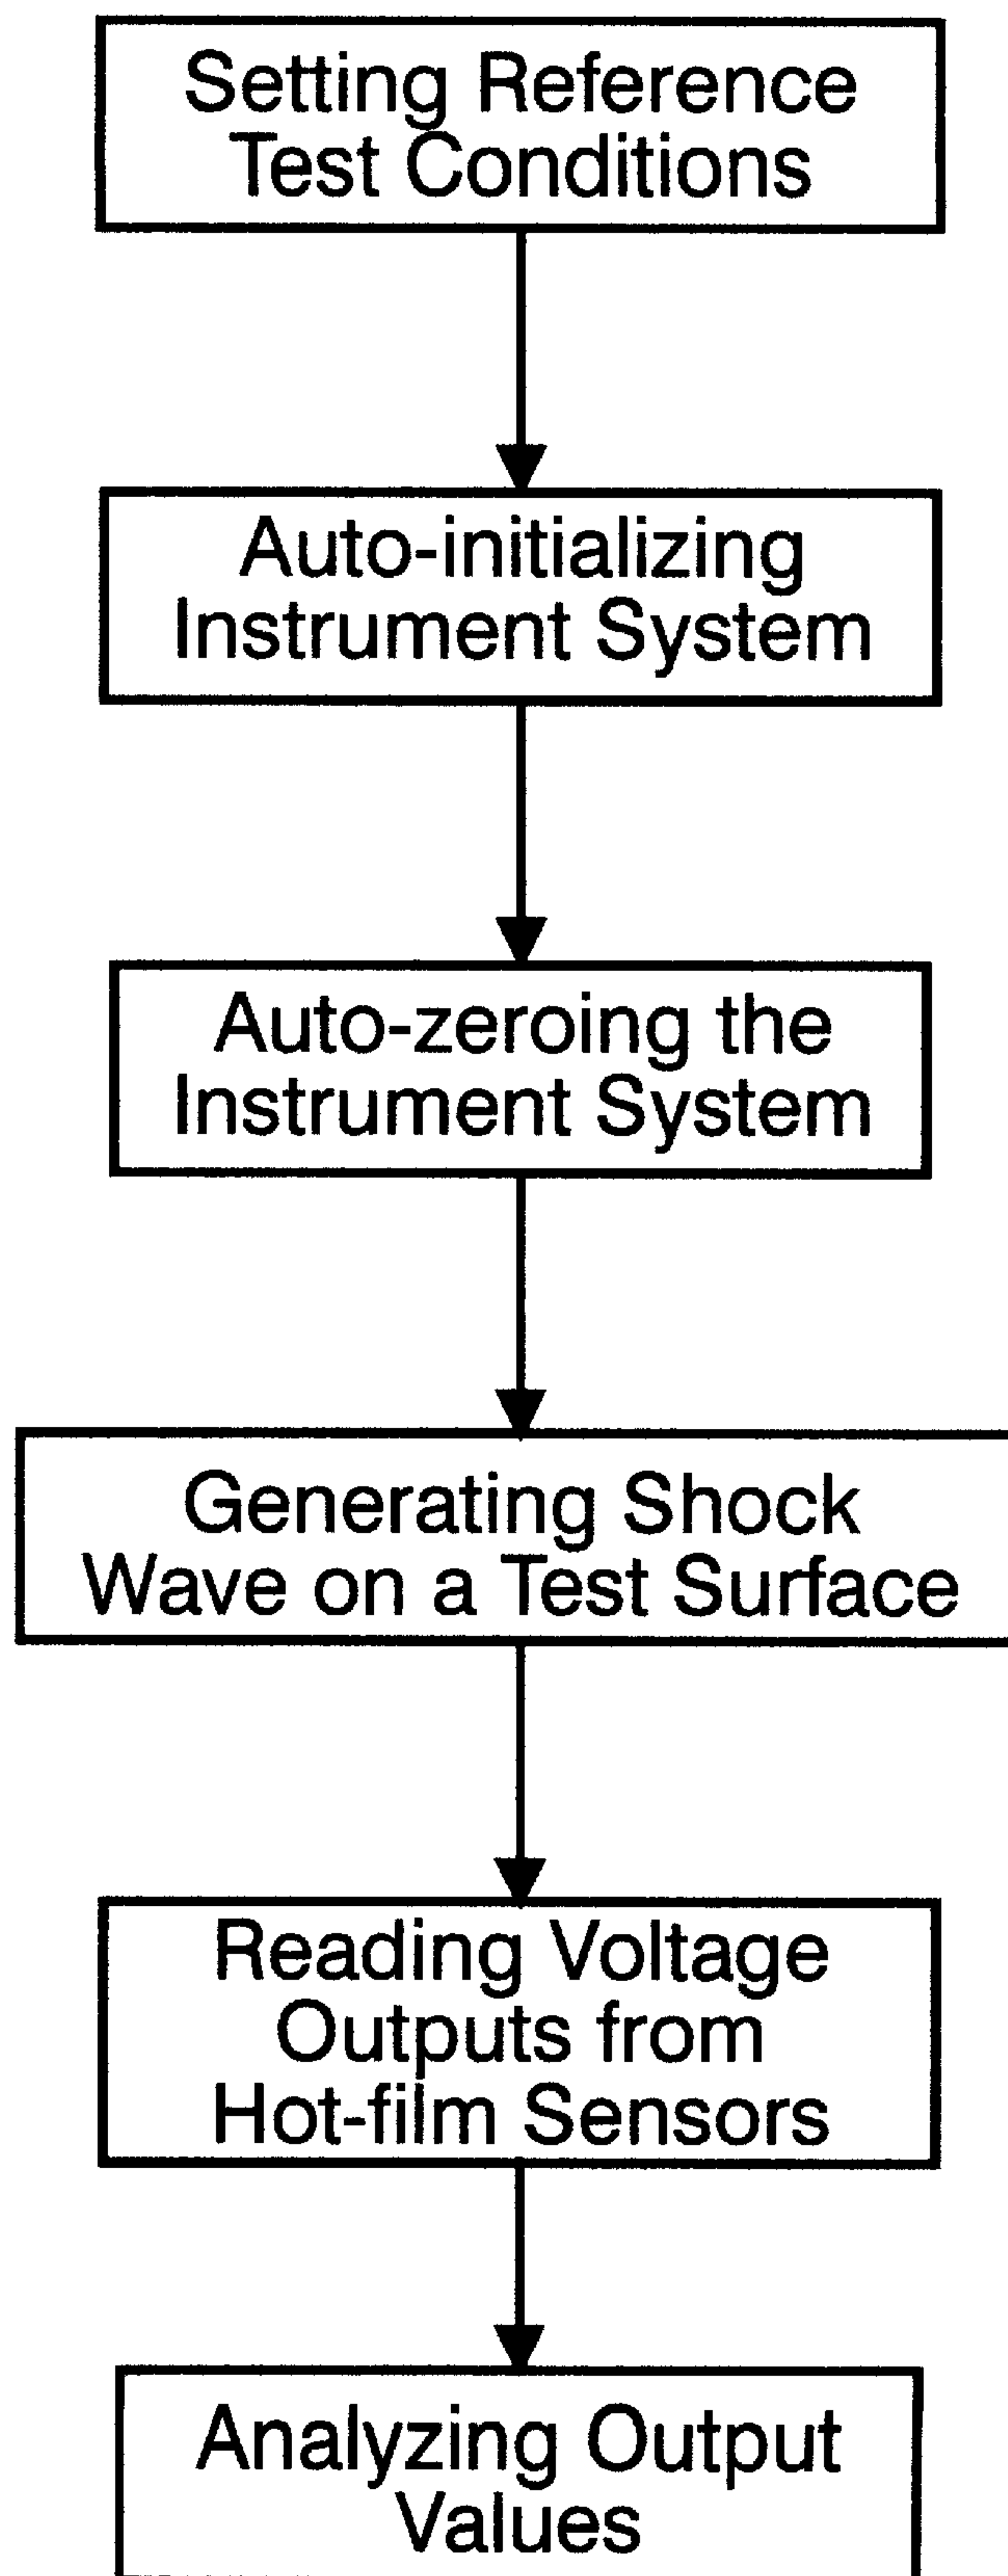 Setting Reference
Test Conditions
Auto-initializing
Instrument System
Auto-zeroing the
Instrument System
Generating Shock
Wave on a Test Surface
Reading Voltage
Outputs from
Hot-film Sensors
Analyzing Output
Values